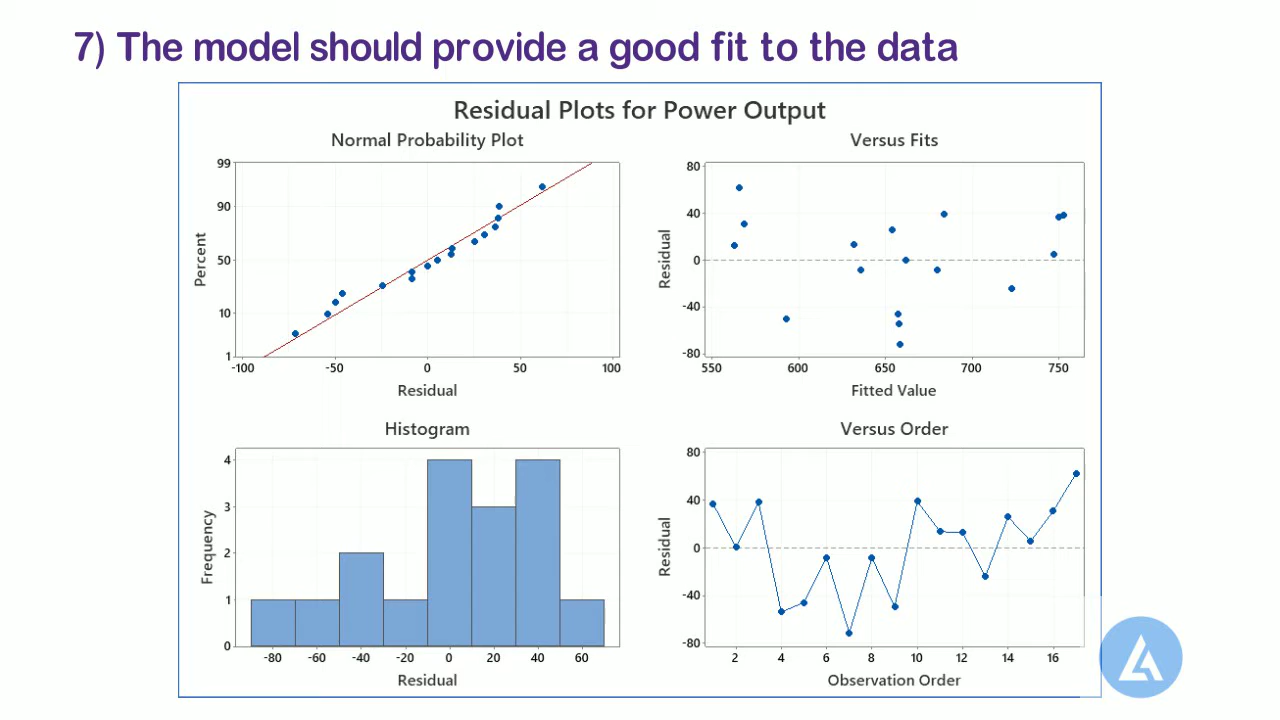 7) The model should provide a good fit to the data
Residual Plots for Power Output
Normal Probability Plot
99
90
50
10
1
Percent
-100 -50 0 50 100
Residual
Versus Fits
80
40
0
-40
-80
Residual
550 600 650 700 750
Fitted Value
Histogram
4
3
2
1
0
Frequency
-80 -60 -40 -20 0 20 40 60
Residual
Versus Order
80
40
0
-40
-80
Residual
2 4 6 8 10 12 14 16
Observation Order